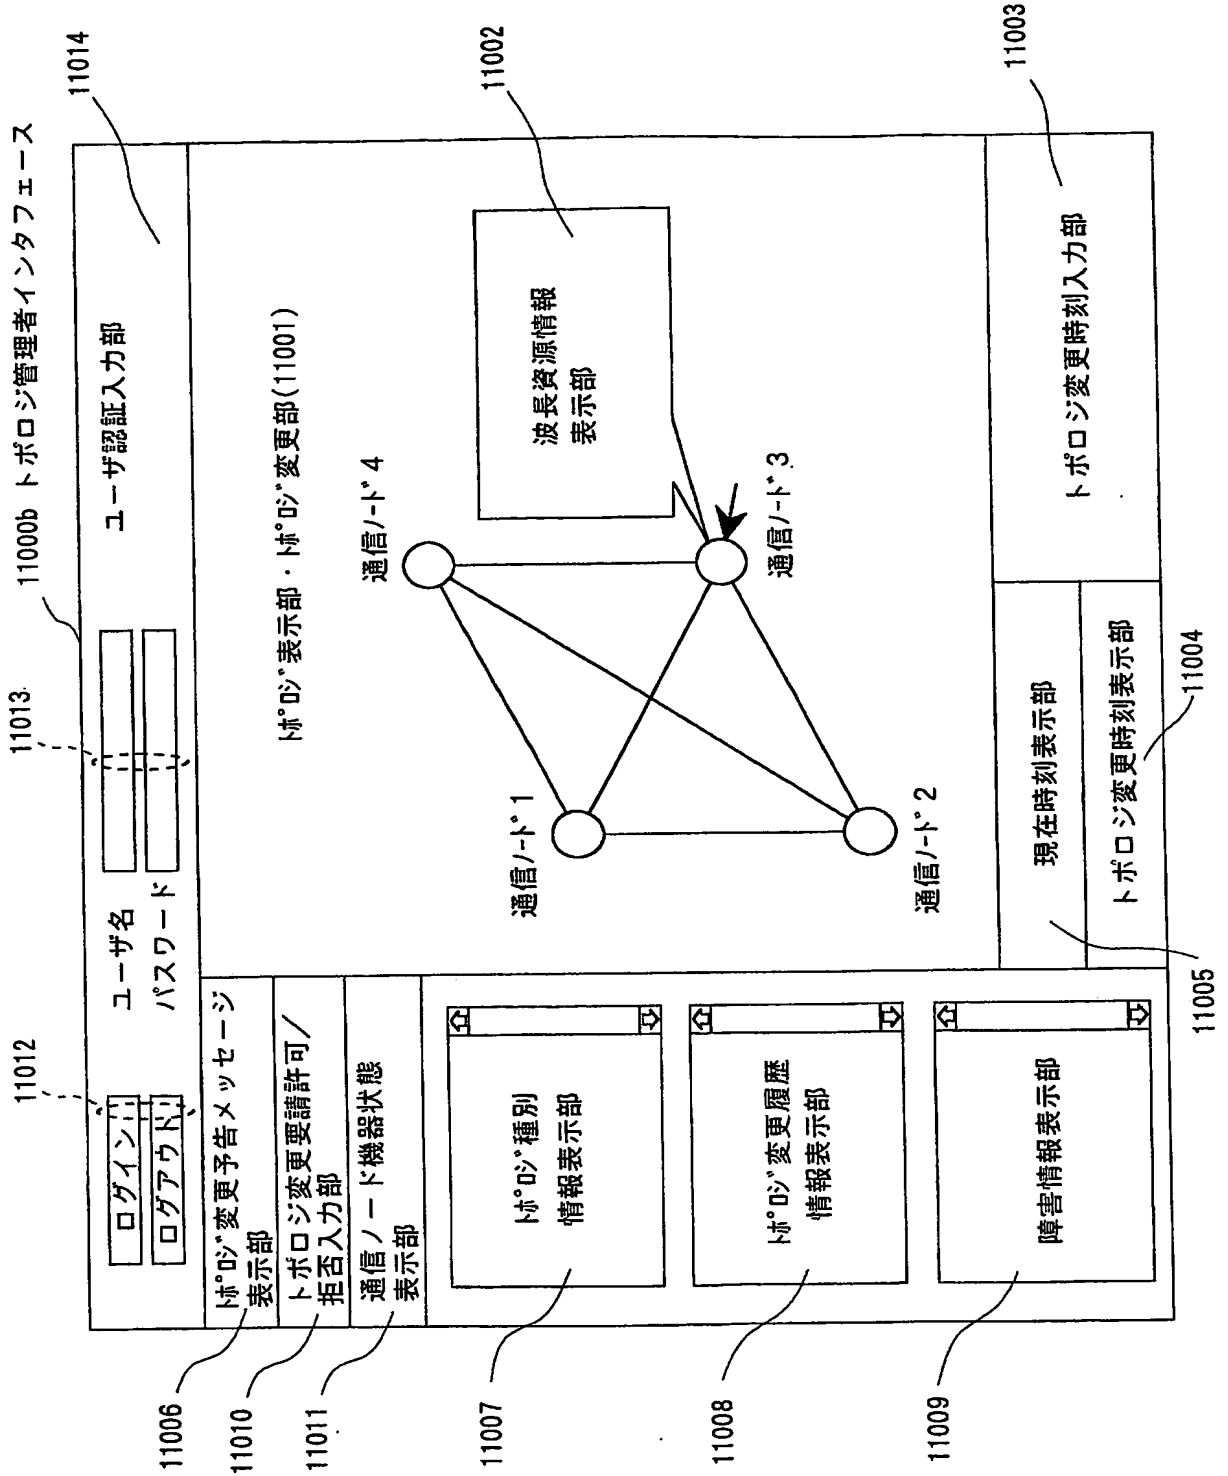 11000b トポロジ管理者インタフェース
11012
11013
11014
ログイン
ログアウト
ユーザ名
パスワード
ユーザ認証入力部
ﾄﾎﾟﾛｼﾞ変更予告メッセージ
表示部
トポロジ変更要請許可／
拒否入力部
通信ノード機器状態
表示部
11006
11010
11011
ﾄﾎﾟﾛｼﾞ種別
情報表示部
11007
ﾄﾎﾟﾛｼﾞ変更履歴
情報表示部
11008
障害情報表示部
11009
ﾄﾎﾟﾛｼﾞ表示部・ﾄﾎﾟﾛｼﾞ変更部(11001)
通信ﾉｰﾄﾞ4
通信ﾉｰﾄﾞ1
通信ﾉｰﾄﾞ3
通信ﾉｰﾄﾞ2
波長資源情報
表示部
11002
現在時刻表示部
11005
トポロジ変更時刻表示部
11004
トポロジ変更時刻入力部
11003